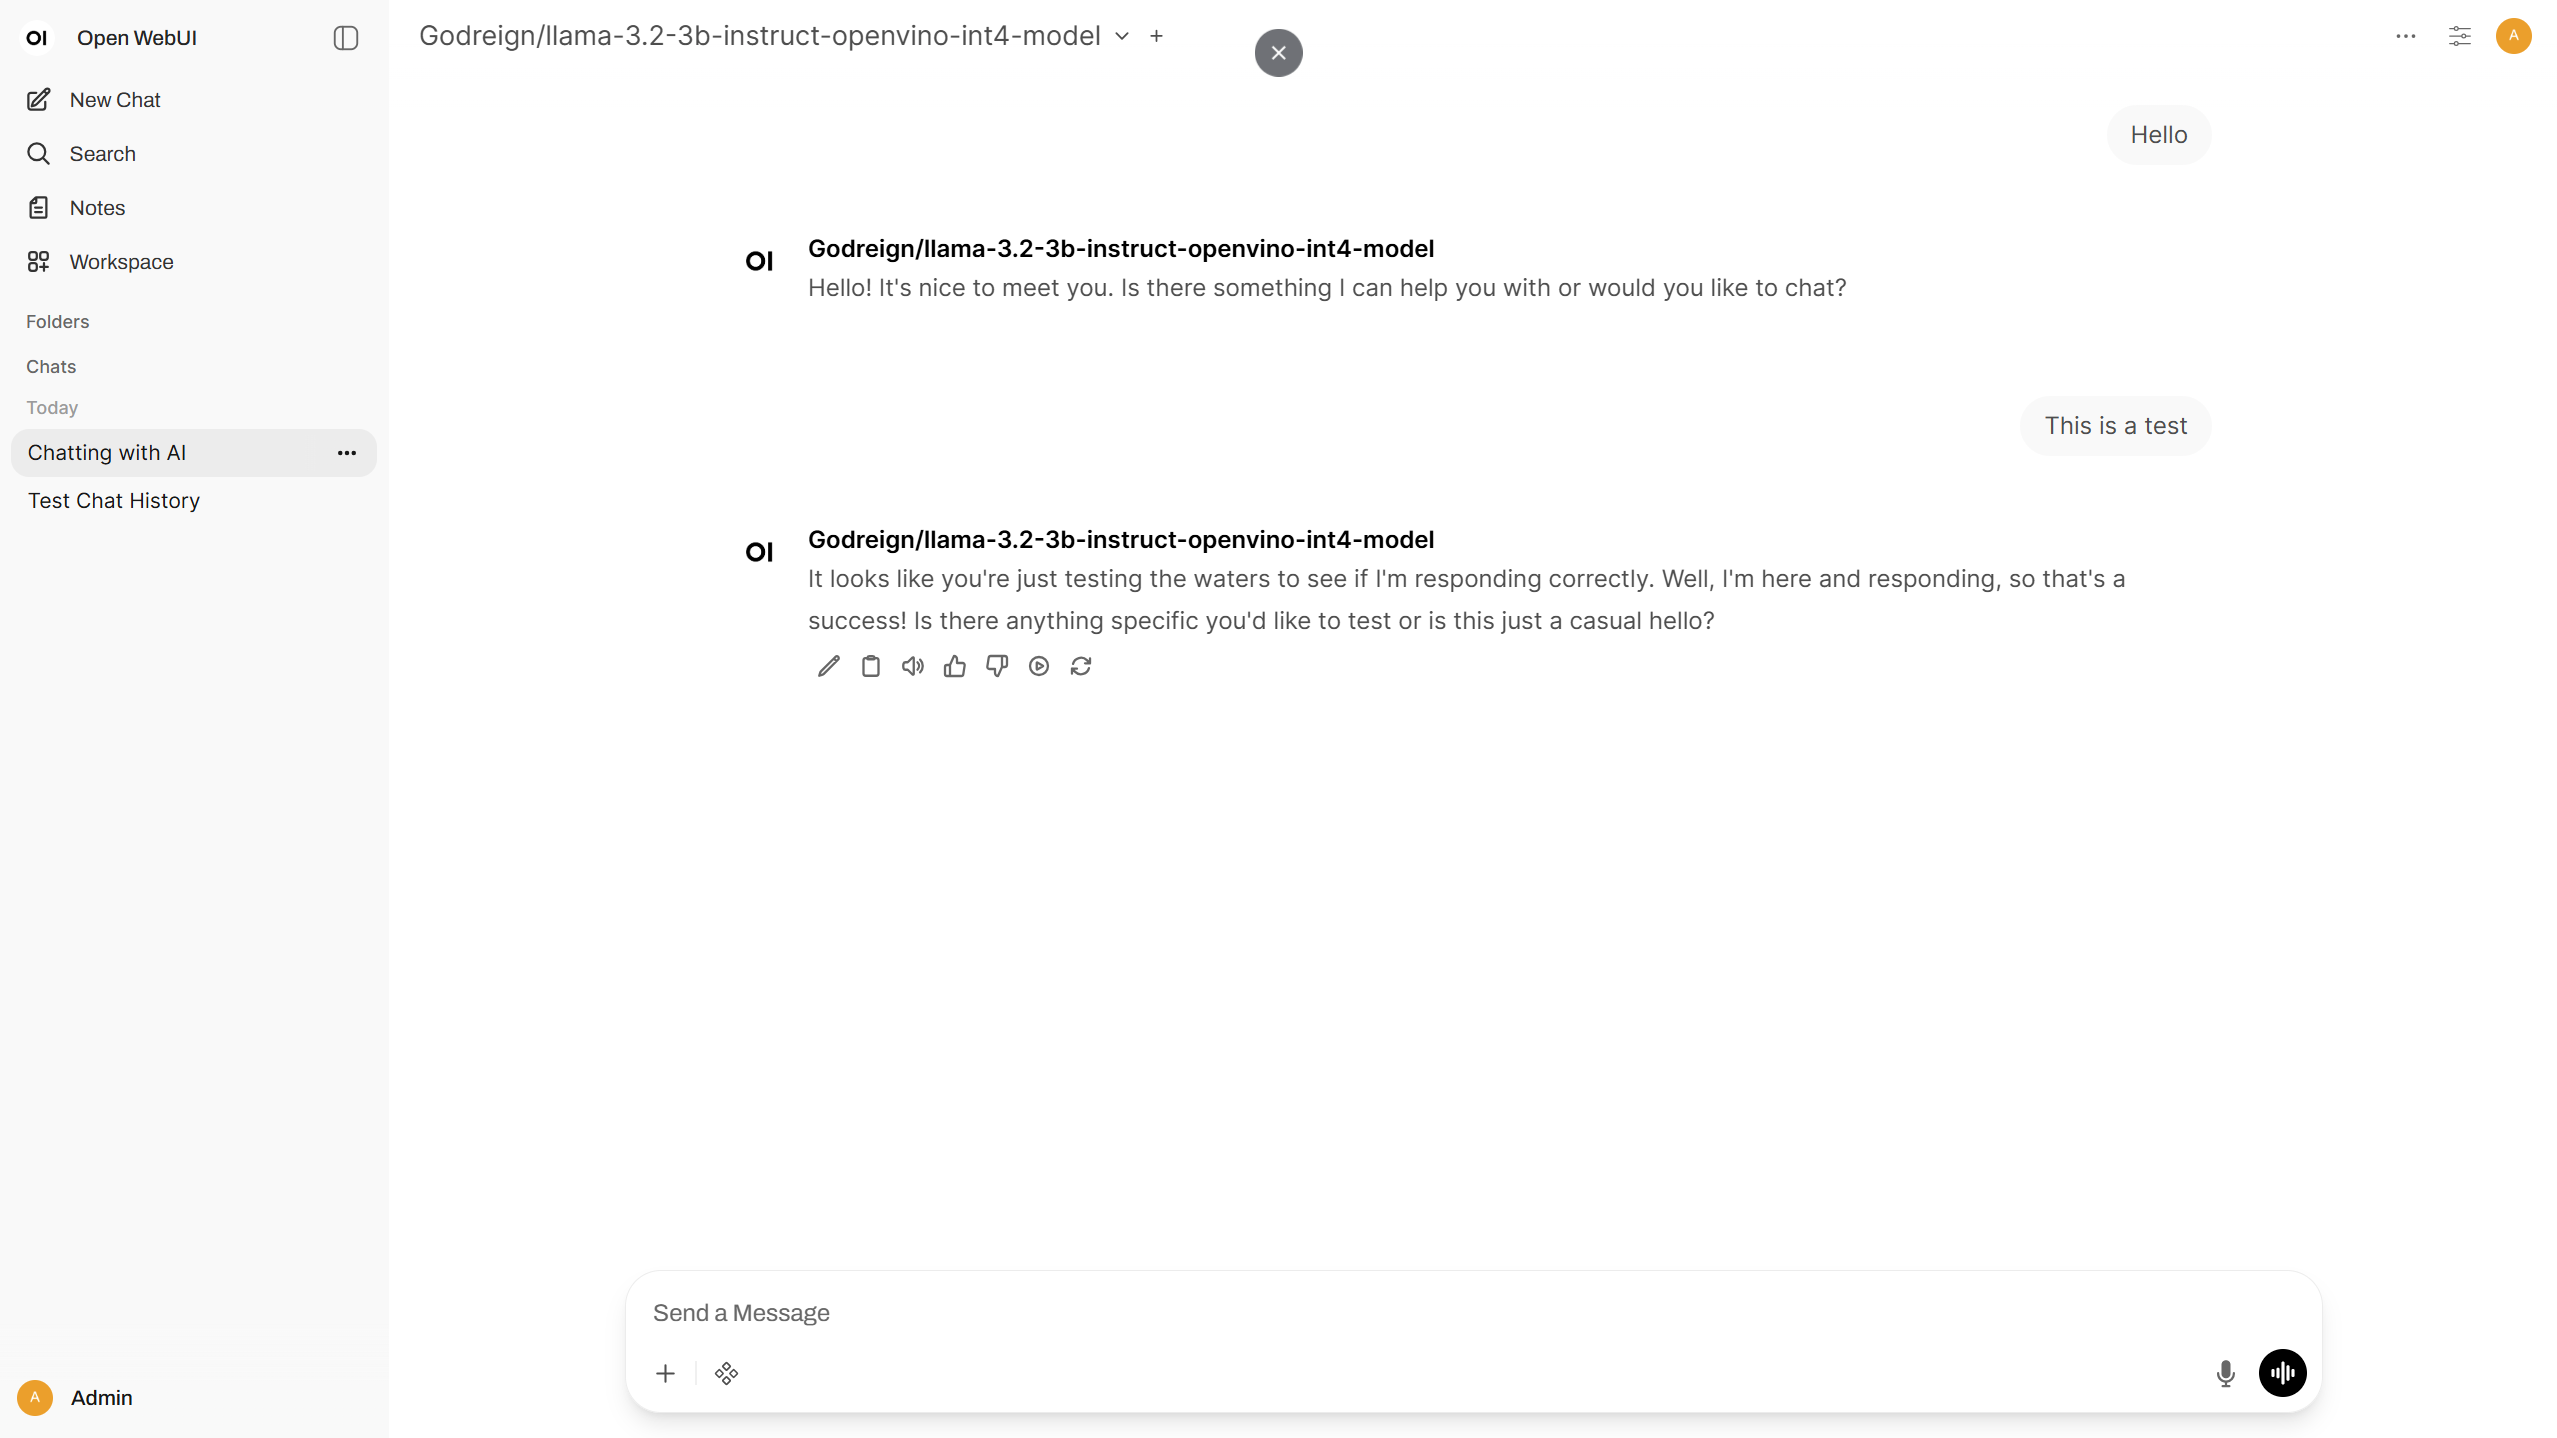 OI Open WebUI
New Chat
Search
Notes
Workspace
Folders
Chats
Today
Chatting with AI
Test Chat History
A Admin
Godreign/llama-3.2-3b-instruct-openvino-int4-model
A
Hello
OI
Godreign/llama-3.2-3b-instruct-openvino-int4-model
Hello! It's nice to meet you. Is there something I can help you with or would you like to chat?
This is a test
OI
Godreign/llama-3.2-3b-instruct-openvino-int4-model
It looks like you're just testing the waters to see if I'm responding correctly. Well, I'm here and responding, so that's a
success! Is there anything specific you'd like to test or is this just a casual hello?
Send a Message